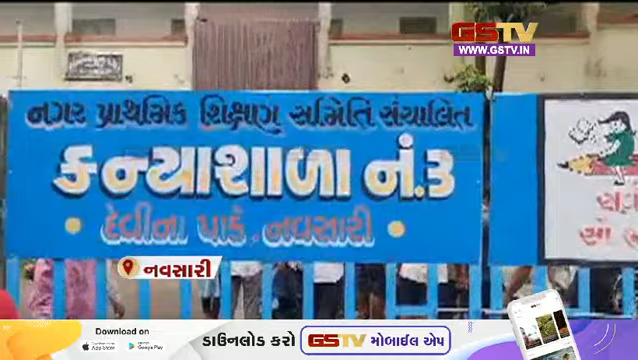 GSTV
WWW.GSTV.IN
નગર પ્રાથમિક શિક્ષણ સમિતિ સંચાલિત
કન્યાશાળા નં.૩
દેવીના પાર્ક . નવસારી
નવસારી
Download on
App Store
Google Play
ડાઉનલોડ કરો GSTV મોબાઈલ એપ